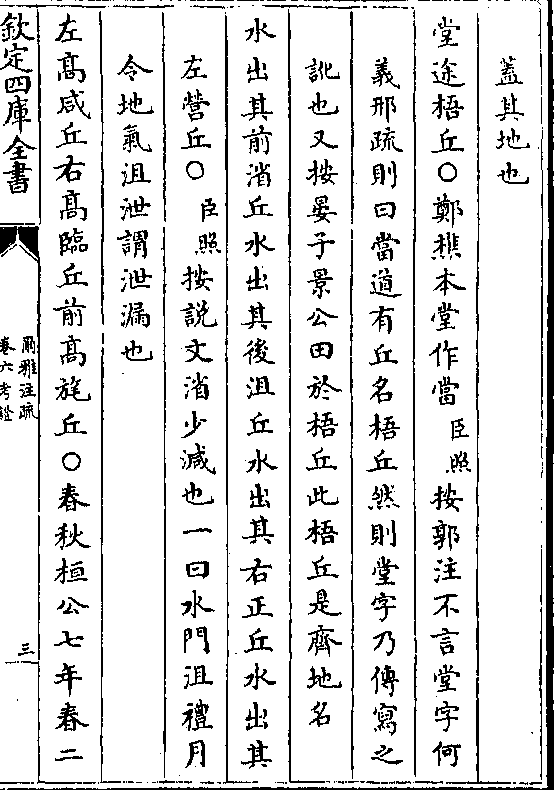 蓋其地也
堂途梧丘○鄭樵本堂作當臣照按郭注不言堂字何
義邢疏則曰當道有丘名梧丘然則堂字乃傳寫之
訛也又按晏子景公田於梧丘此梧丘是齊地名
水出其前渻丘水出其後沮丘水出其右正丘水出其
左營丘○臣照按說文渻少減也一曰水門沮禮月
令地氣沮泄謂泄漏也
左高咸丘右高臨丘前高旄丘○春秋桓公七年春二
欽定四庫全書
爾雅注疏
卷六考證
三